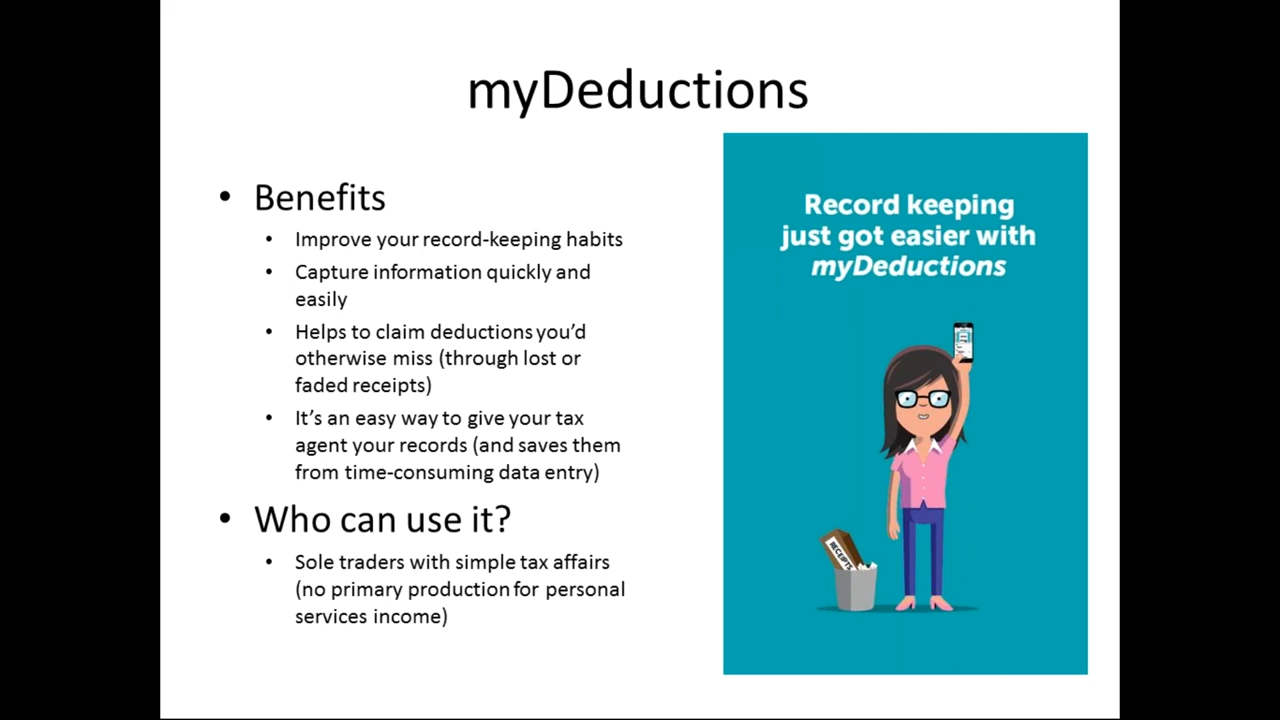 myDeductions
• Benefits
• Improve your record-keeping habits
• Capture information quickly and
easily
• Helps to claim deductions you’d
otherwise miss (through lost or
faded receipts)
• It’s an easy way to give your tax
agent your records (and saves them
from time-consuming data entry)
• Who can use it?
• Sole traders with simple tax affairs
(no primary production for personal
services income)
Record keeping
just got easier with
myDeductions
RECEIPTS